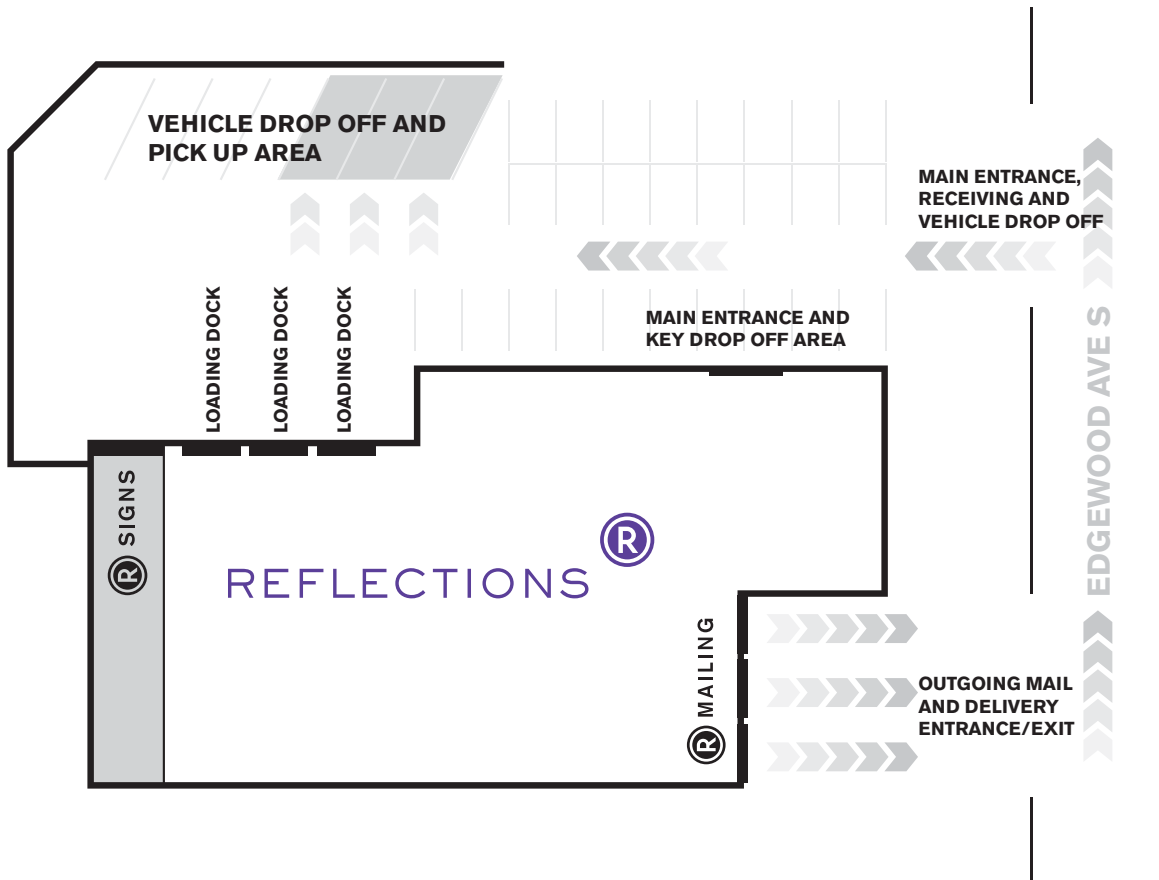 VEHICLE DROP OFF AND
PICK UP AREA
MAIN ENTRANCE,
RECEIVING AND
VEHICLE DROP OFF
MAIN ENTRANCE AND
KEY DROP OFF AREA
LOADING DOCK
LOADING DOCK
LOADING DOCK
EDGEWOOD AVE S
R SIGNS
REFLECTIONS R
R MAILING
OUTGOING MAIL
AND DELIVERY
ENTRANCE/EXIT